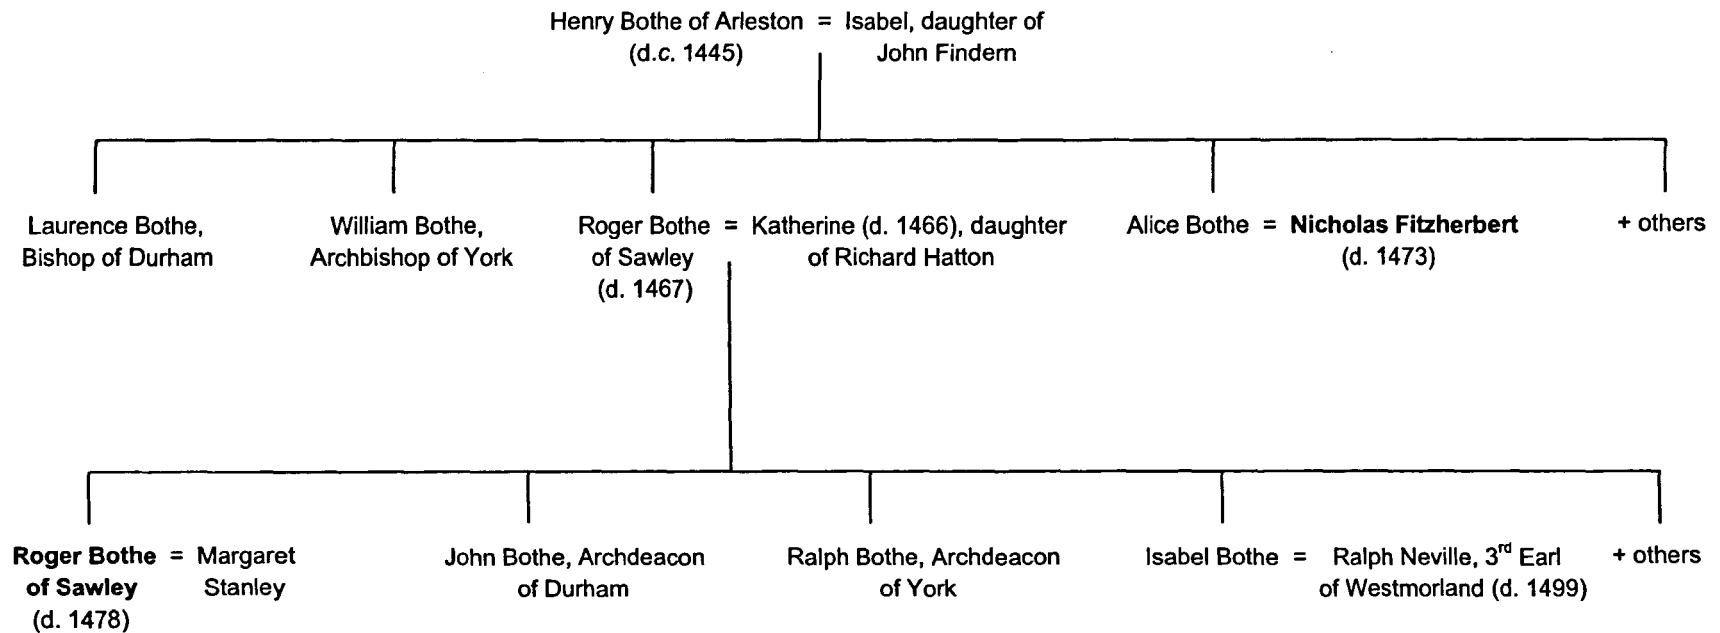 Henry Bothe of Arleston = Isabel, daughter of
(d.c. 1445) John Findern
Laurence Bothe,
Bishop of Durham
William Bothe,
Archbishop of York
Roger Bothe = Katherine (d. 1466), daughter
of Sawley of Richard Hatton
(d. 1467)
Alice Bothe = Nicholas Fitzherbert
(d. 1473)
+ others
Roger Bothe = Margaret
of Sawley Stanley
(d. 1478)
John Bothe, Archdeacon
of Durham
Ralph Bothe, Archdeacon
of York
Isabel Bothe = Ralph Neville, 3rd Earl
of Westmorland (d. 1499)
+ others